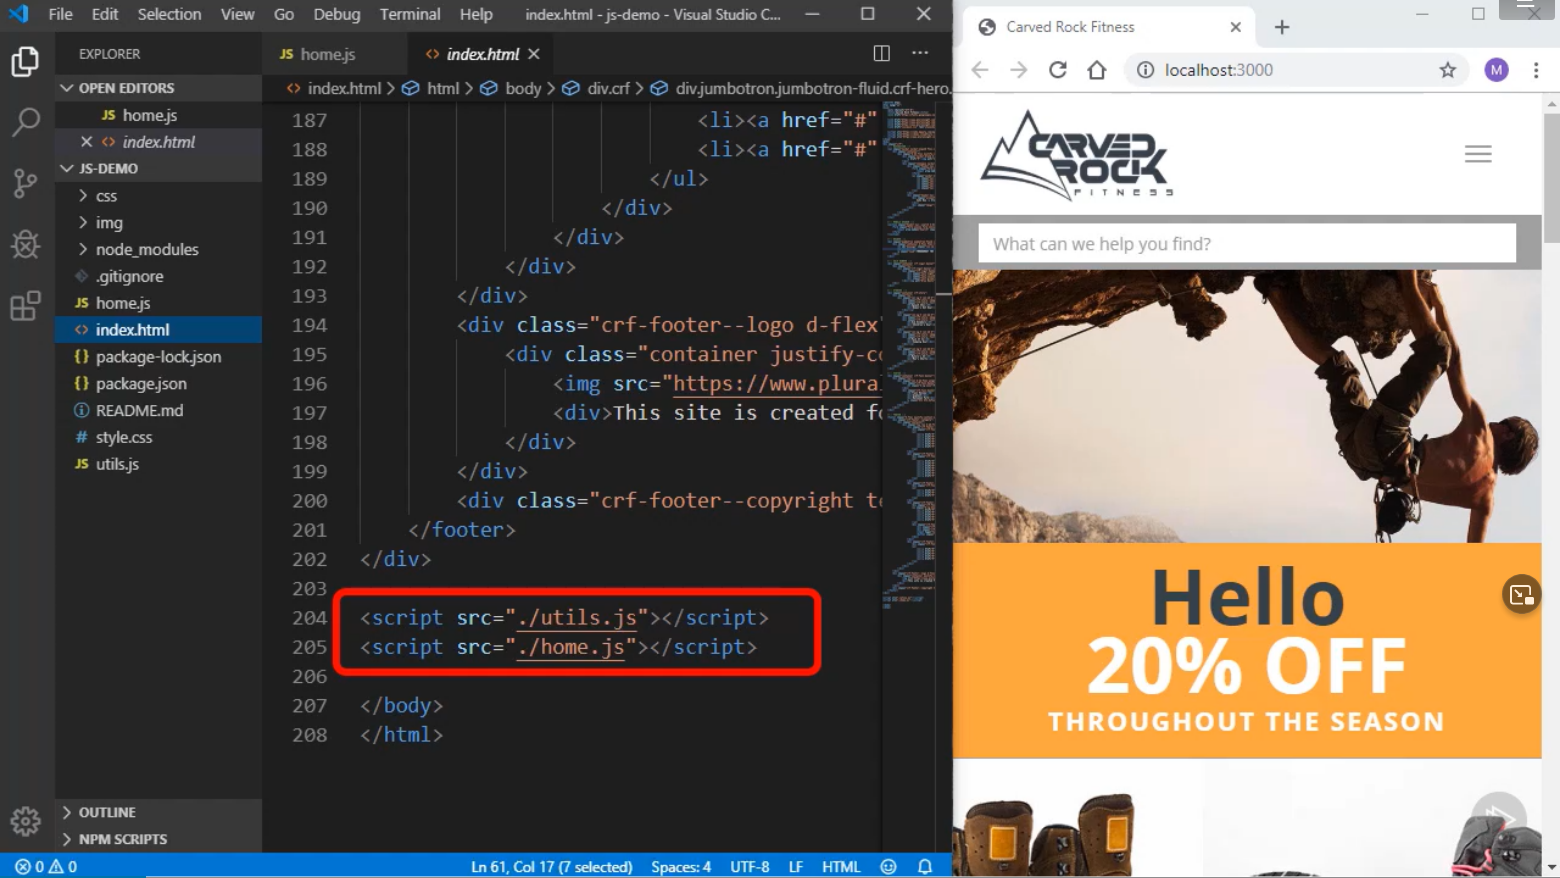 File Edit Selection View Go Debug Terminal Help index.html - js-demo - Visual Studio C...
EXPLORER
OPEN EDITORS
JS home.js
<> index.html
JS-DEMO
css
img
node_modules
.gitignore
JS home.js
<> index.html
{} package-lock.json
{} package.json
README.md
# style.css
JS utils.js
OUTLINE
NPM SCRIPTS
JS home.js
<> index.html
<> index.html > html > body > div.crf > div.jumbotron.jumbotron-fluid.crf-hero.
187 <li><a href="#"
188 <li><a href="#"
189 </ul>
190 </div>
191 </div>
192 </div>
193 </div>
194 <div class="crf-footer--logo d-flex"
195 <div class="container justify-co
196 <img src="https://www.plura
197 <div>This site is created fo
198 </div>
199 </div>
200 <div class="crf-footer--copyright te
201 </footer>
202 </div>
203
204 <script src="./utils.js"></script>
205 <script src="./home.js"></script>
206
207 </body>
208 </html>
0 0 Ln 61, Col 17 (7 selected) Spaces: 4 UTF-8 LF HTML
Carved Rock Fitness
localhost:3000
M
CARVED
ROCK
FITNESS
What can we help you find?
Hello
20% OFF
THROUGHOUT THE SEASON